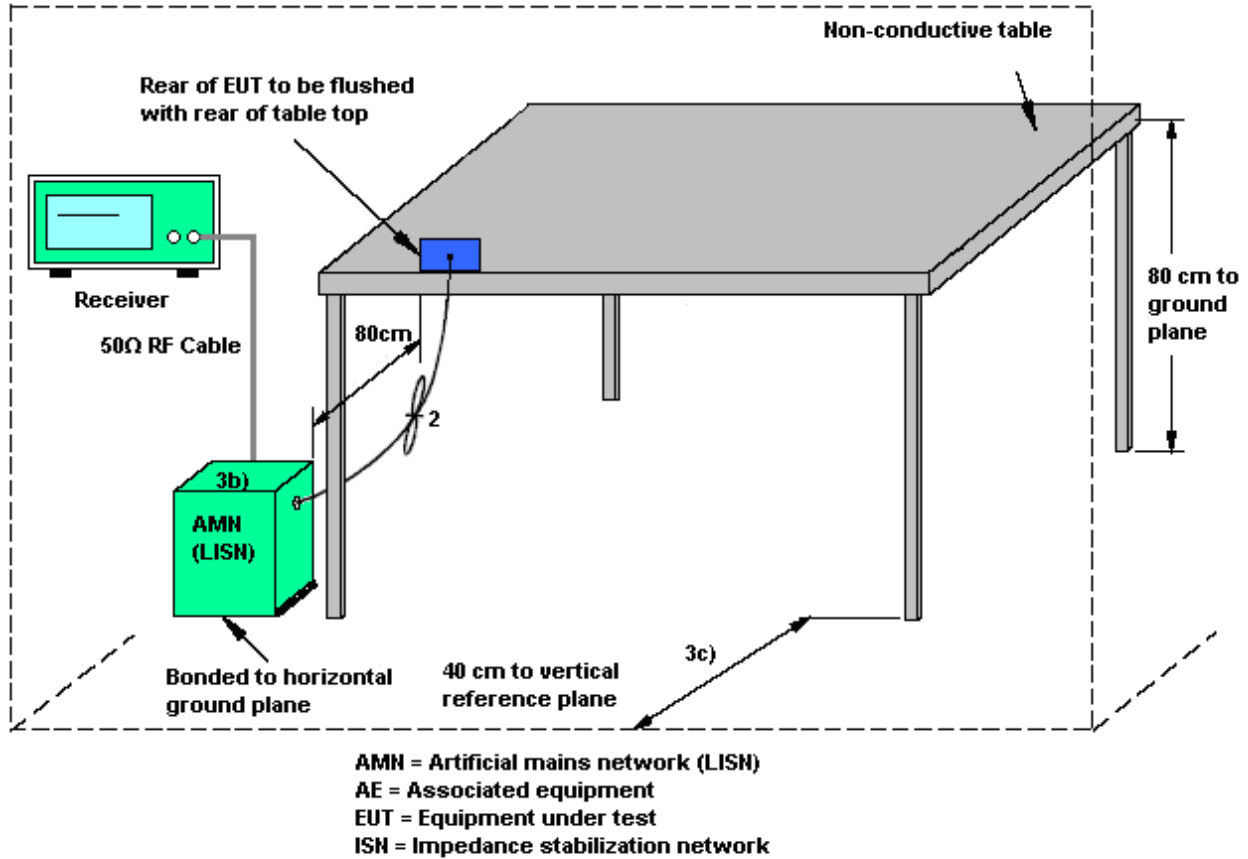 Non-conductive table
Rear of EUT to be flushed
with rear of table top
Receiver
50Ω RF Cable
80cm
80 cm to
ground
plane
2
3b)
AMN
(LISN)
3c)
Bonded to horizontal
ground plane
40 cm to vertical
reference plane
AMN = Artificial mains network (LISN)
AE = Associated equipment
EUT = Equipment under test
ISN = Impedance stabilization network